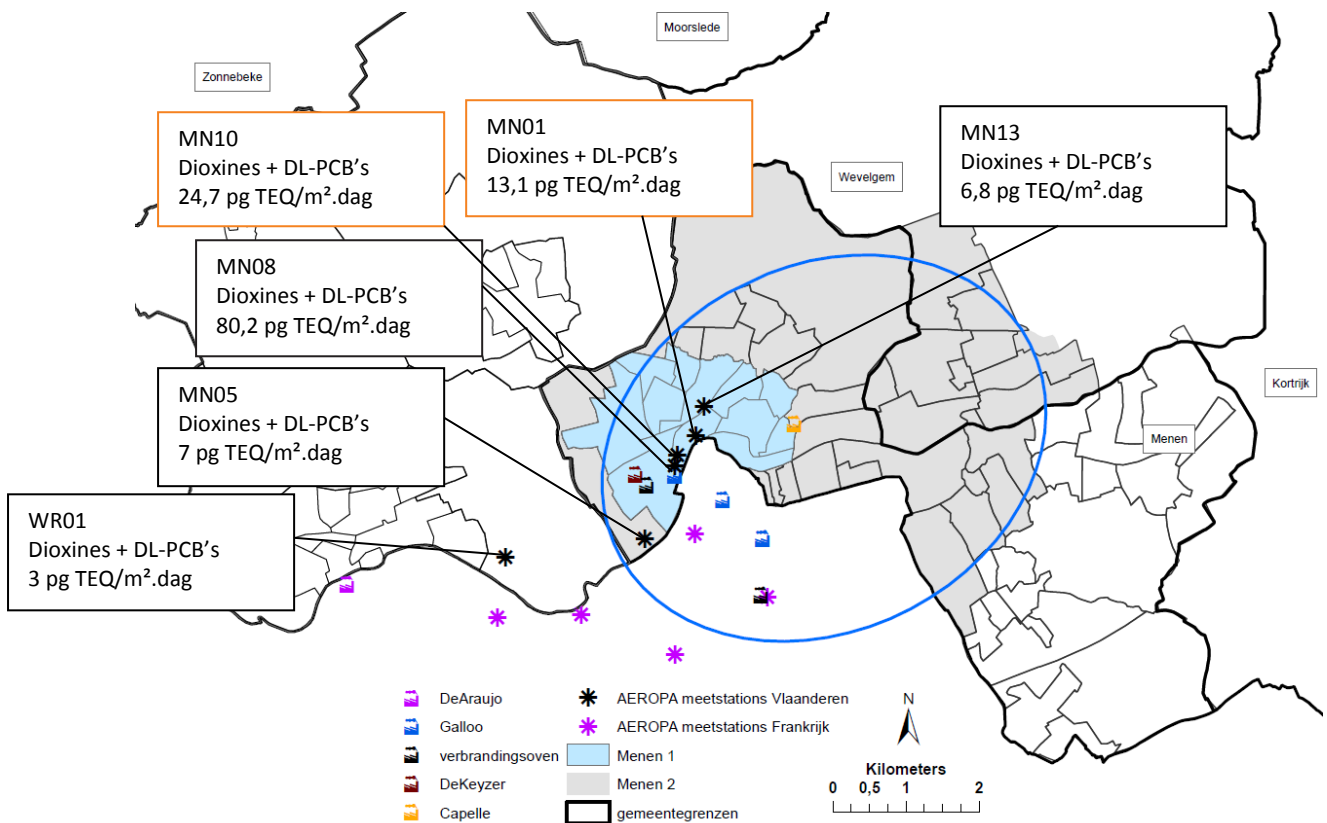 Moorslede
Zonnebeke
MN10
Dioxines + DL-PCB’s
24,7 pg TEQ/m².dag
MN01
Dioxines + DL-PCB’s
13,1 pg TEQ/m².dag
MN13
Dioxines + DL-PCB’s
6,8 pg TEQ/m².dag
Wevelgem
MN08
Dioxines + DL-PCB’s
80,2 pg TEQ/m².dag
MN05
Dioxines + DL-PCB’s
7 pg TEQ/m².dag
Kortrijk
Menen
WR01
Dioxines + DL-PCB’s
3 pg TEQ/m².dag
DeAraujo
Galloo
verbrandingsoven
DeKeyzer
Capelle
AEROPA meetstations Vlaanderen
AEROPA meetstations Frankrijk
Menen 1
Menen 2
gemeentegrenzen
N
Kilometers
0 0,5 1 2